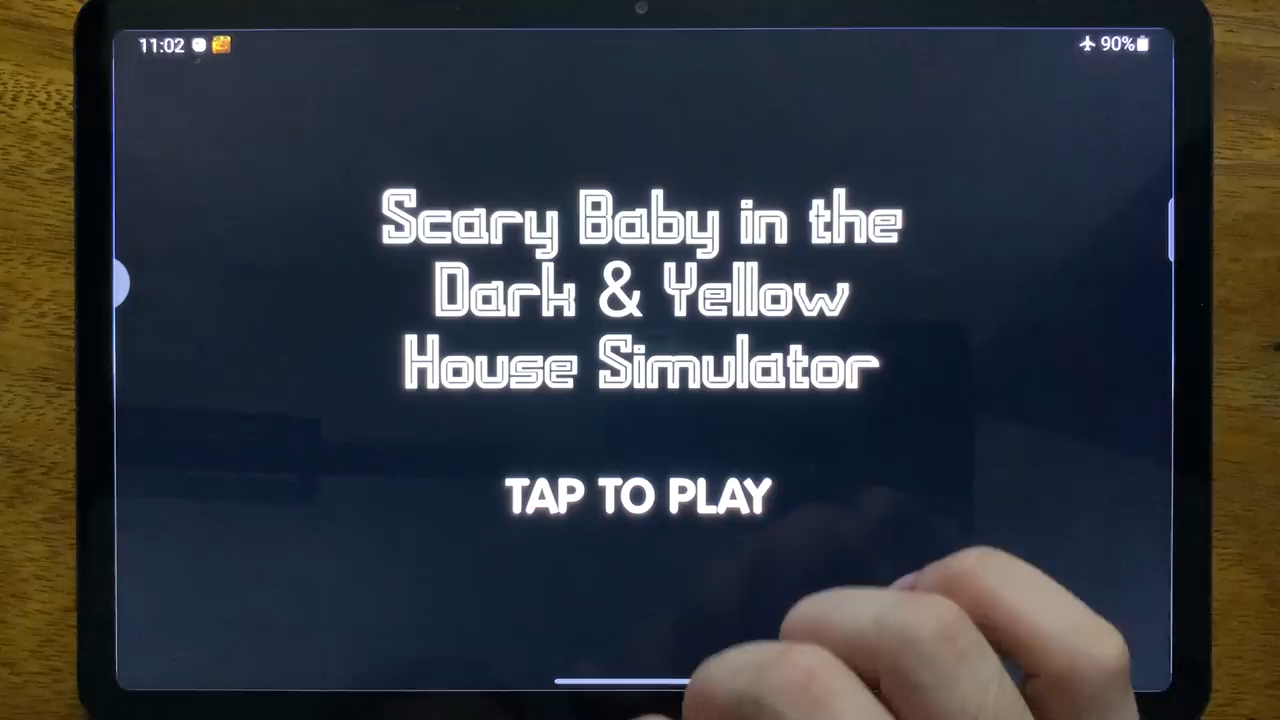 11:02
90%
Scary Baby in the
Dark & Yellow
House Simulator
TAP TO PLAY